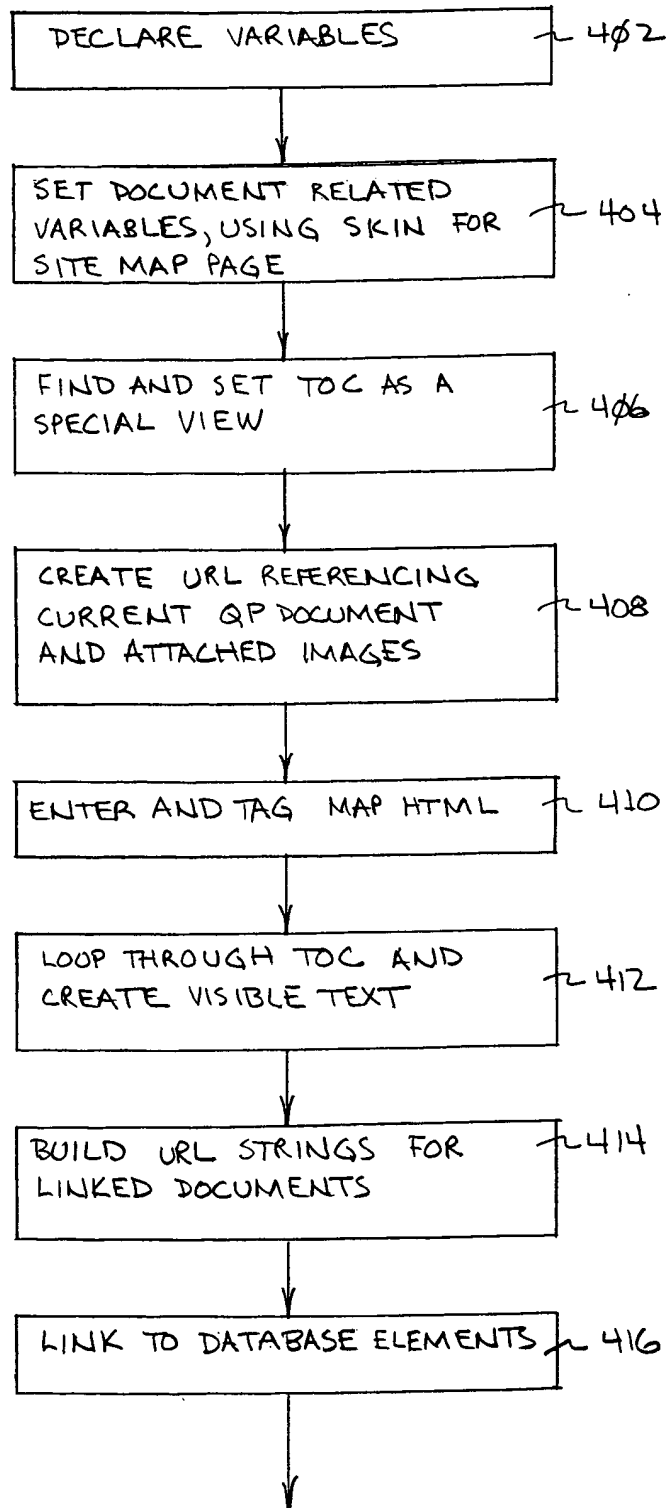 DECLARE VARIABLES
402
SET DOCUMENT RELATED
VARIABLES, USING SKIN FOR
SITE MAP PAGE
404
FIND AND SET TOC AS A
SPECIAL VIEW
406
CREATE URL REFERENCING
CURRENT QP DOCUMENT
AND ATTACHED IMAGES
408
ENTER AND TAG MAP HTML
410
LOOP THROUGH TOC AND
CREATE VISIBLE TEXT
412
BUILD URL STRINGS FOR
LINKED DOCUMENTS
414
LINK TO DATABASE ELEMENTS
416